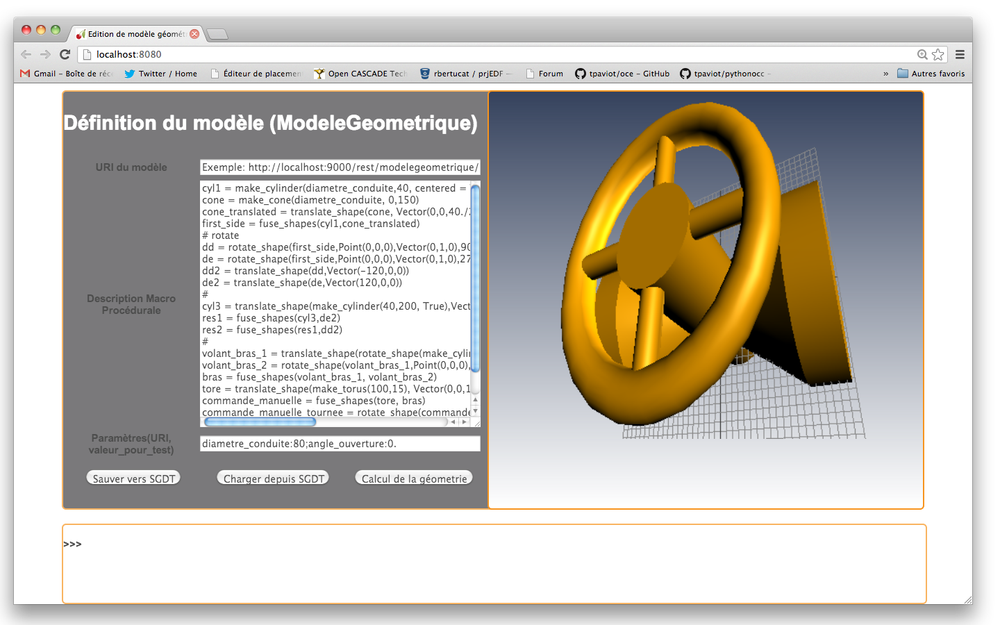 Edition de modèle géomét
localhost:8080
Gmail – Boîte de réc
Twitter / Home
Éditeur de placemen
Open CASCADE Tech
rbertucat / prjEDF —
Forum
tpaviot/oce – GitHub
tpaviot/pythonocc –
»
Autres favoris
Définition du modèle (ModeleGeometrique)
URI du modèle
Exemple: http://localhost:9000/rest/modelegeometrique/
Description Macro
Procédurale
cyl1 = make_cylinder(diametre_conduite,40, centered =
cone = make_cone(diametre_conduite, 0,150)
cone_translated = translate_shape(cone, Vector(0,0,40./
first_side = fuse_shapes(cyl1,cone_translated)
# rotate
dd = rotate_shape(first_side,Point(0,0,0),Vector(0,1,0),90
de = rotate_shape(first_side,Point(0,0,0),Vector(0,1,0),27
dd2 = translate_shape(dd,Vector(-120,0,0))
de2 = translate_shape(de,Vector(120,0,0))
#
cyl3 = translate_shape(make_cylinder(40,200, True),Vect
res1 = fuse_shapes(cyl3,de2)
res2 = fuse_shapes(res1,dd2)
#
volant_bras_1 = translate_shape(rotate_shape(make_cylin
volant_bras_2 = rotate_shape(volant_bras_1,Point(0,0,0),
bras = fuse_shapes(volant_bras_1, volant_bras_2)
tore = translate_shape(make_torus(100,15), Vector(0,0,1
commande_manuelle = fuse_shapes(tore, bras)
commande_manuelle_tournee = rotate_shape(commande
Paramètres(URI,
valeur_pour_test)
diametre_conduite:80;angle_ouverture:0.
Sauver vers SGDT
Charger depuis SGDT
Calcul de la géometrie
>>>